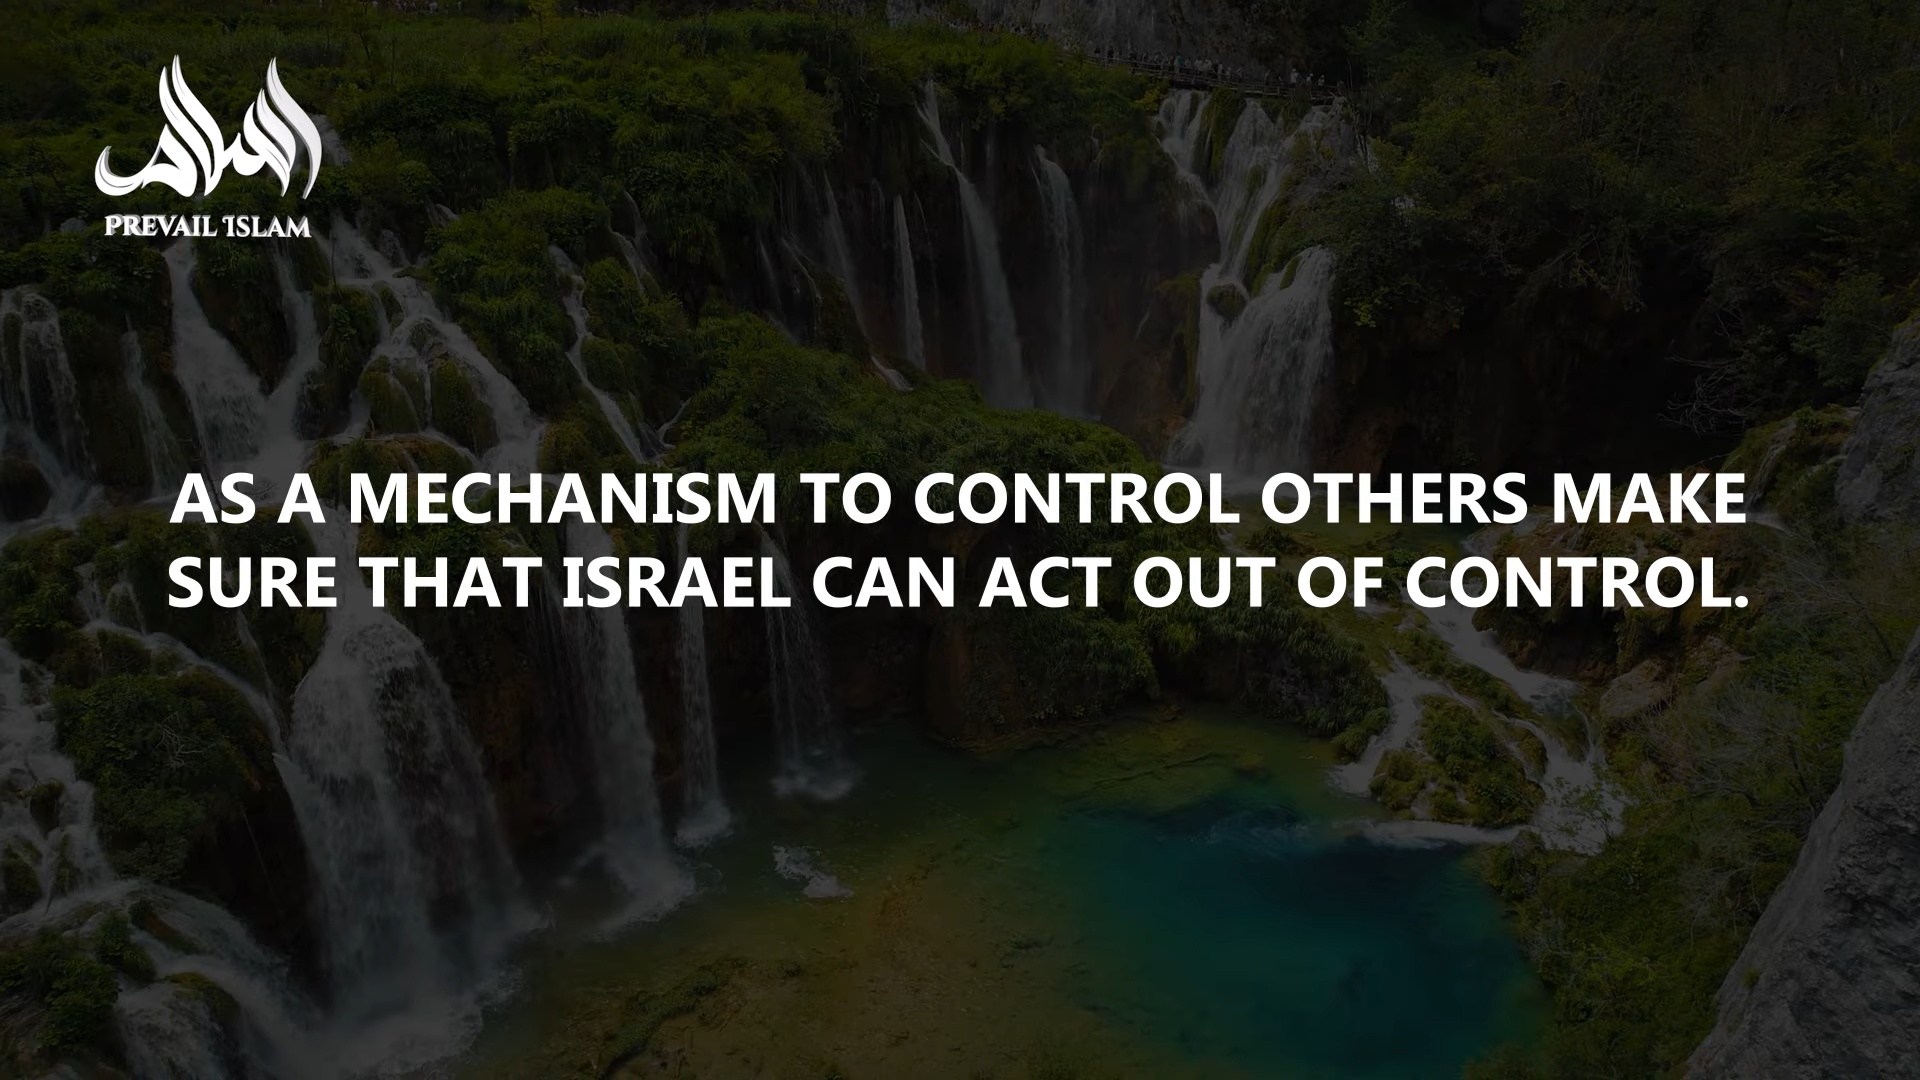 السلام
PREVAIL ISLAM
AS A MECHANISM TO CONTROL OTHERS MAKE
SURE THAT ISRAEL CAN ACT OUT OF CONTROL.